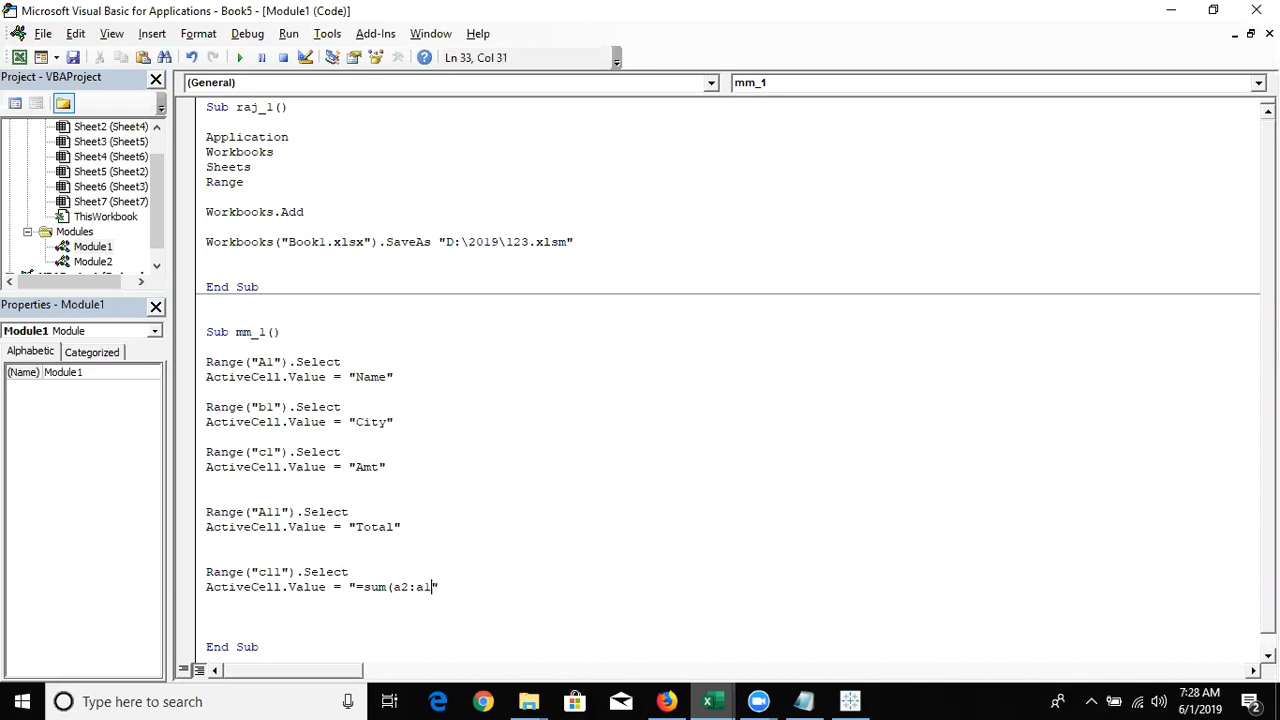 Microsoft Visual Basic for Applications - Book5 - [Module1 (Code)]
File Edit View Insert Format Debug Run Tools Add-Ins Window Help
Ln 33, Col 31
Project - VBAProject
(General)
mm_1
Sheet2 (Sheet4)
Sheet3 (Sheet5)
Sheet4 (Sheet6)
Sheet5 (Sheet2)
Sheet6 (Sheet3)
Sheet7 (Sheet7)
ThisWorkbook
Modules
Module1
Module2
Properties - Module1
Module1 Module
Alphabetic Categorized
(Name) Module1
Sub raj_1()
Application
Workbooks
Sheets
Range
Workbooks.Add
Workbooks("Book1.xlsx").SaveAs "D:\2019\123.xlsm"
End Sub
Sub mm_1()
Range("A1").Select
ActiveCell.Value = "Name"
Range("b1").Select
ActiveCell.Value = "City"
Range("c1").Select
ActiveCell.Value = "Amt"
Range("A11").Select
ActiveCell.Value = "Total"
Range("c11").Select
ActiveCell.Value = "=sum(a2:a1"
End Sub
Type here to search
7:28 AM
6/1/2019
2